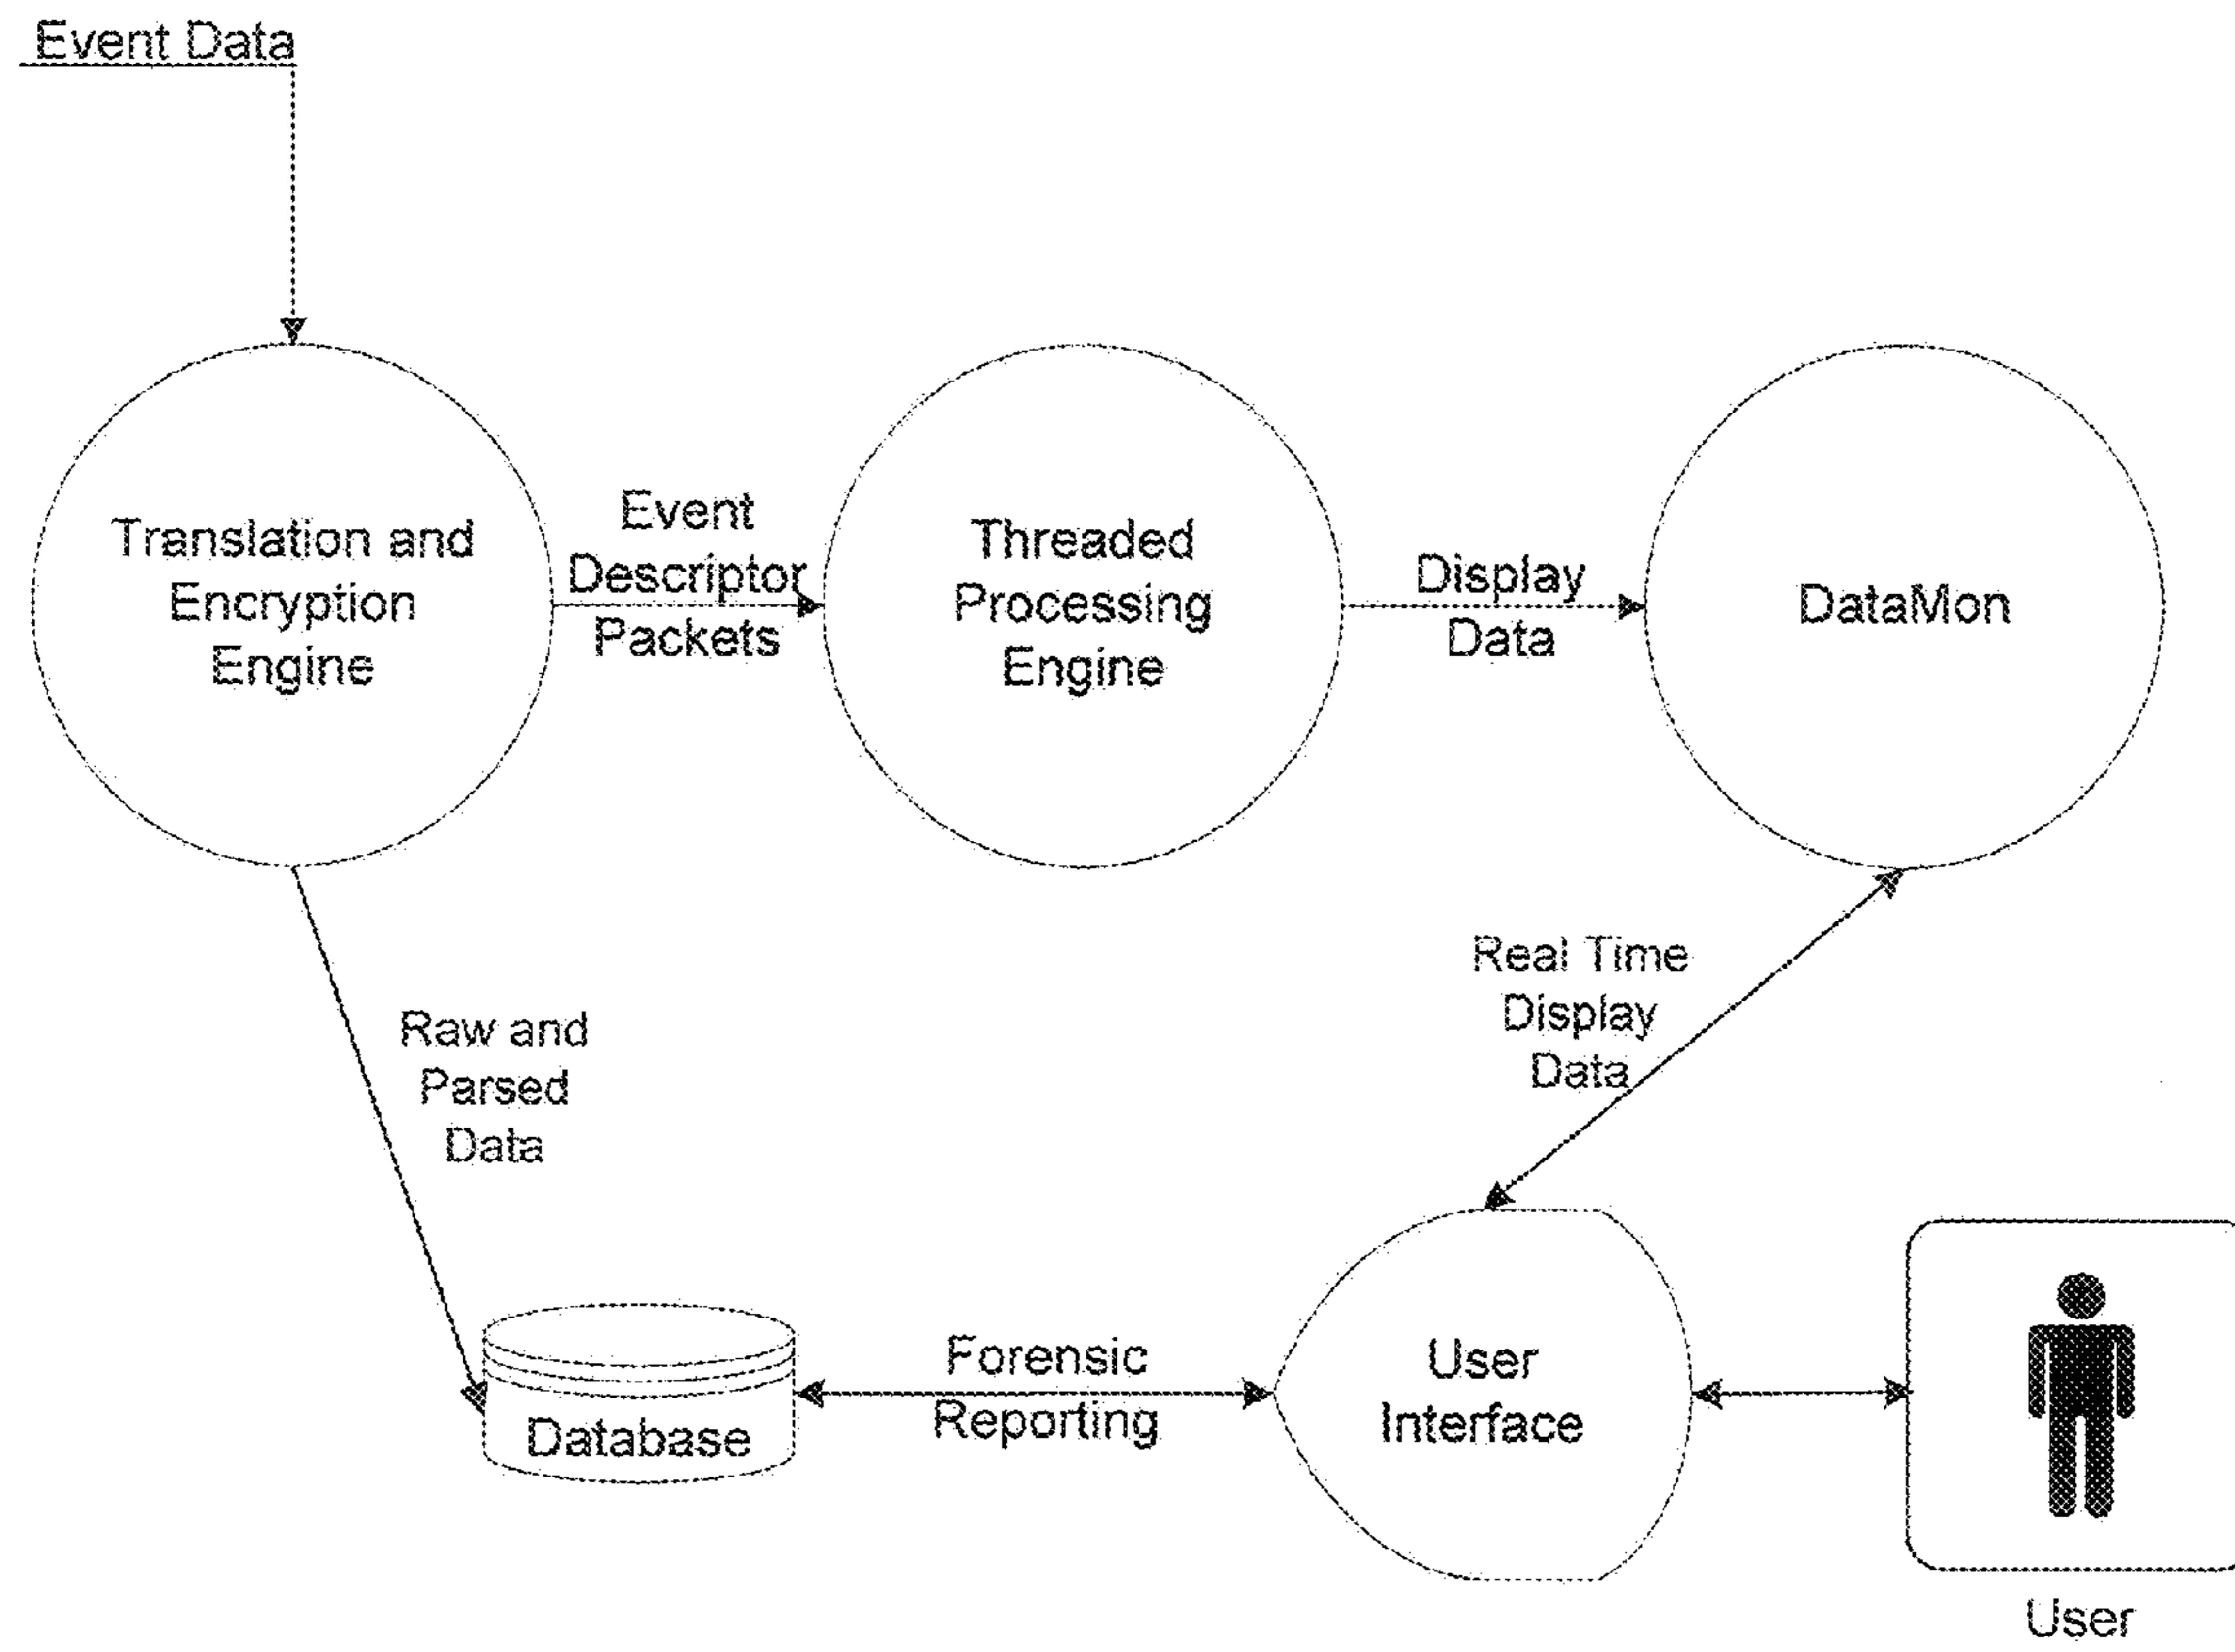 Event Data
Translation and
Encryption
Engine
Event
Descriptor
Packets
Threaded
Processing
Engine
Display
Data
DataMon
Raw and
Parsed
Data
Real Time
Display
Data
Database
Forensic
Reporting
User
Interface
User